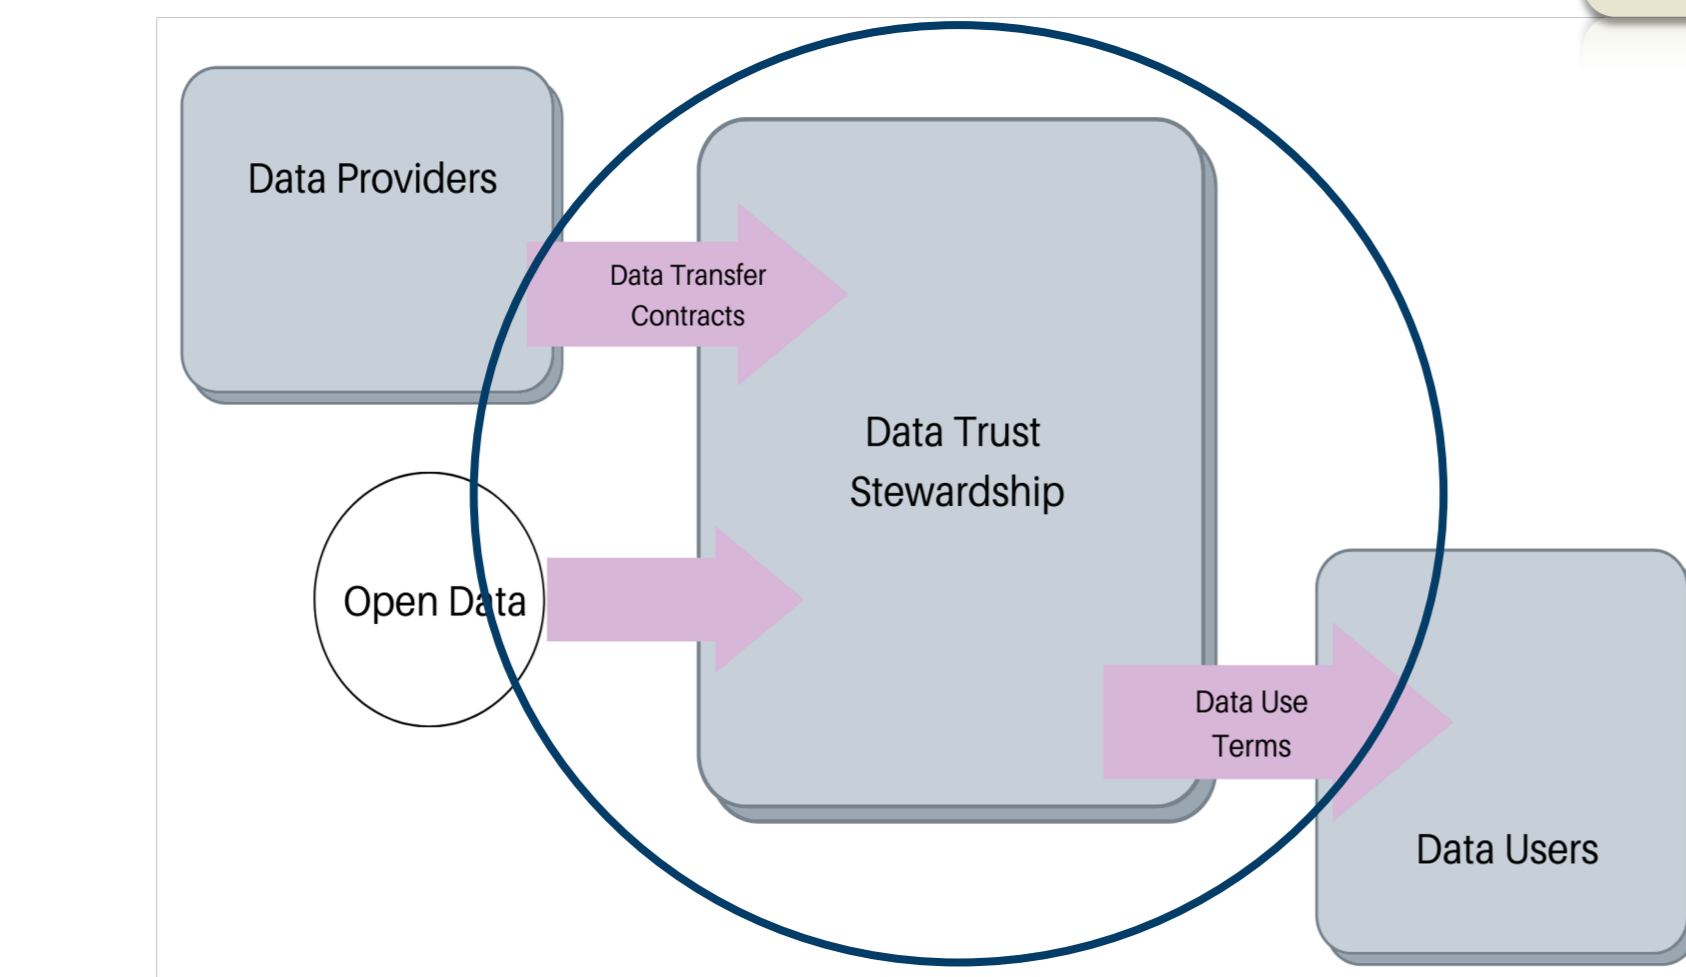 Data Providers
Data Transfer
Contracts
Data Trust
Stewardship
Open Data
Data Use
Terms
Data Users